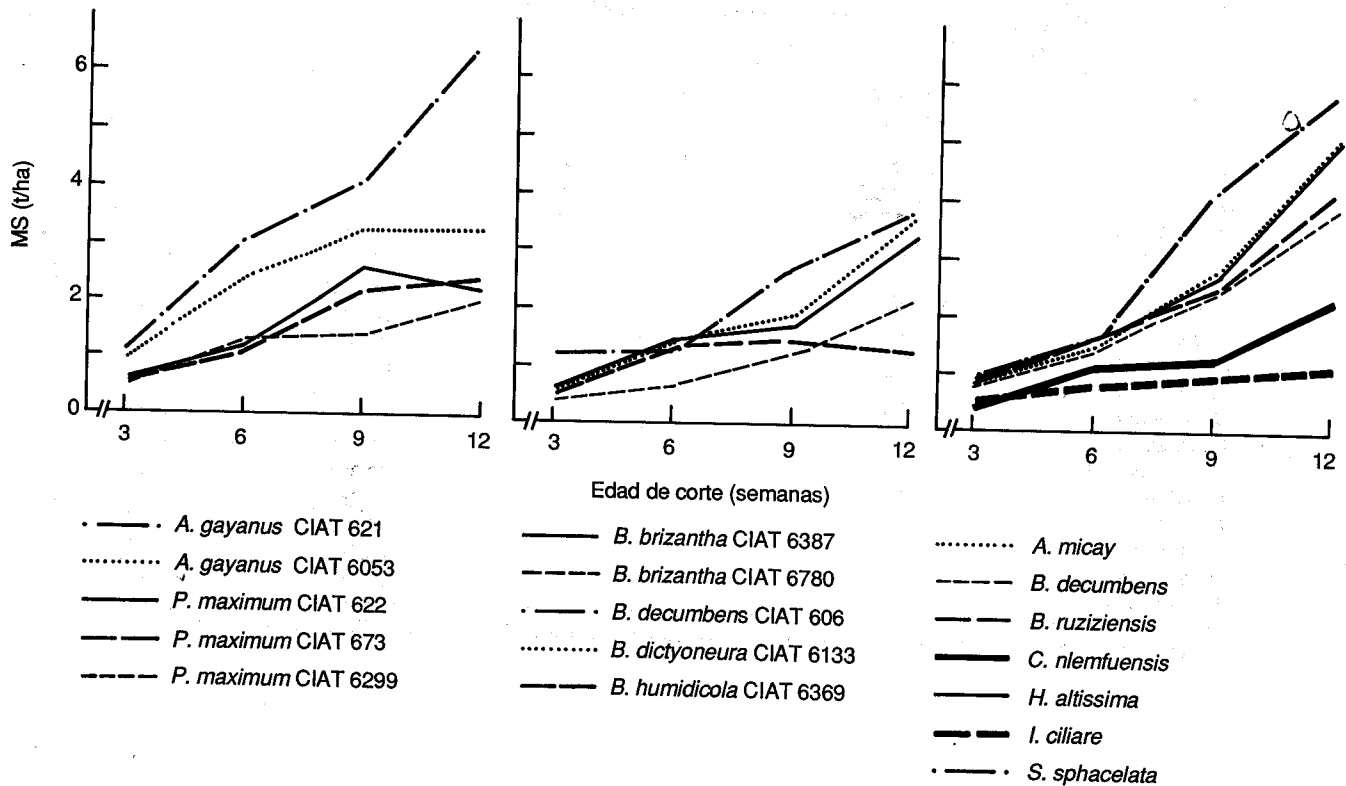 MS (t/ha)
6
4
2
0
3 6 9 12
3 6 9 12
3 6 9 12
Edad de corte (semanas)
A. gayanus CIAT 621
A. gayanus CIAT 6053
P. maximum CIAT 622
P. maximum CIAT 673
P. maximum CIAT 6299
B. brizantha CIAT 6387
B. brizantha CIAT 6780
B. decumbens CIAT 606
B. dictyoneura CIAT 6133
B. humidicola CIAT 6369
A. micay
B. decumbens
B. ruziziensis
C. nlemfuensis
H. altissima
I. ciliare
S. sphacelata